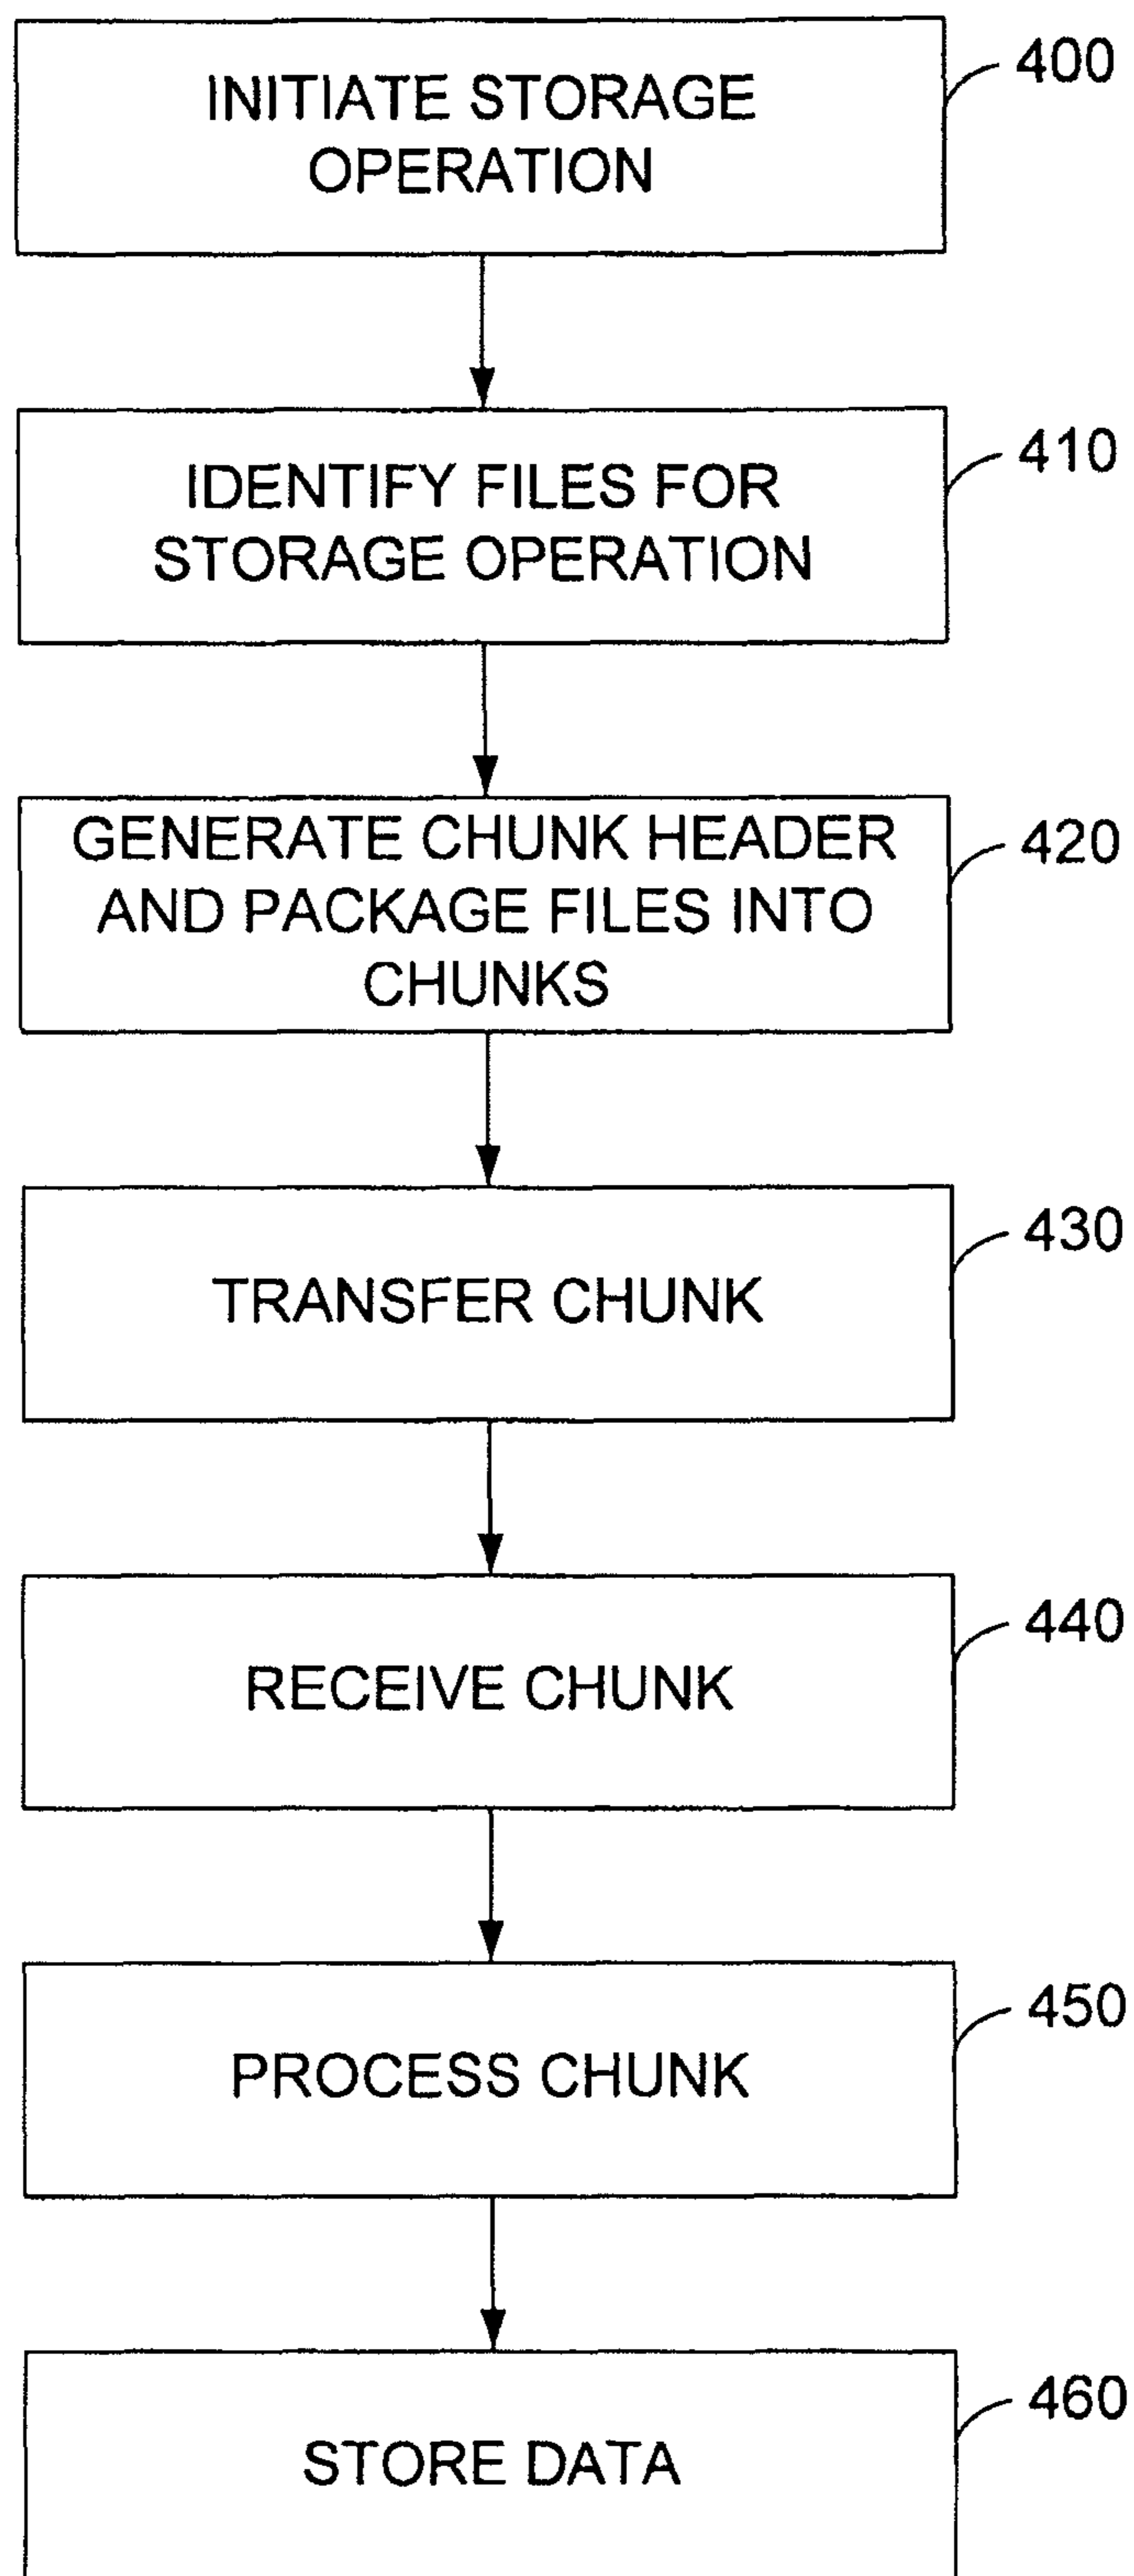 INITIATE STORAGE
OPERATION
400
IDENTIFY FILES FOR
STORAGE OPERATION
410
GENERATE CHUNK HEADER
AND PACKAGE FILES INTO
CHUNKS
420
TRANSFER CHUNK
430
RECEIVE CHUNK
440
PROCESS CHUNK
450
STORE DATA
460